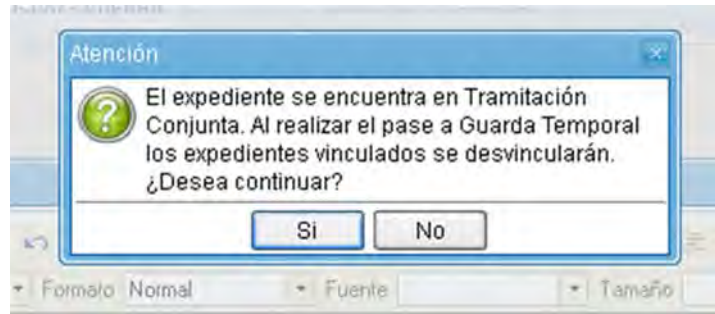 Atención
El expediente se encuentra en Tramitación
Conjunta. Al realizar el pase a Guarda Temporal
los expedientes vinculados se desvincularán.
¿Desea continuar?
Si No
Formato Normal Fuente Tamaño